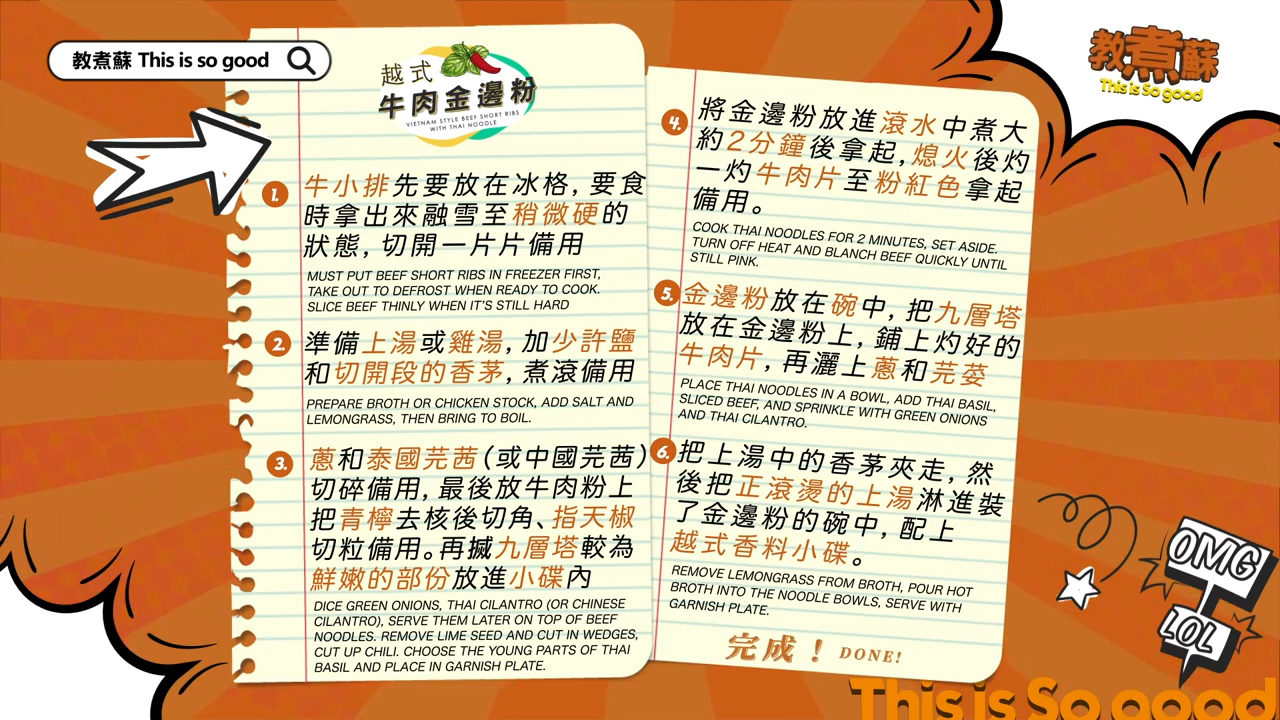 教煮蘇 This is so good
教煮蘇
This is So good
越式
牛肉金邊粉
VIETNAM STYLE BEEF SHORT RIBS
WITH THAI NOODLE
1. 牛小排先要放在冰格,要食
時拿出來融雪至稍微硬的
狀態,切開一片片備用
MUST PUT BEEF SHORT RIBS IN FREEZER FIRST,
TAKE OUT TO DEFROST WHEN READY TO COOK.
SLICE BEEF THINLY WHEN IT'S STILL HARD
2. 準備上湯或雞湯,加少許鹽
和切開段的香茅,煮滾備用
PREPARE BROTH OR CHICKEN STOCK, ADD SALT AND
LEMONGRASS, THEN BRING TO BOIL.
3. 蔥和泰國芫茜(或中國芫茜)
切碎備用,最後放牛肉粉上
把青檸去核後切角、指天椒
切粒備用。再搣九層塔較為
鮮嫩的部份放進小碟內
DICE GREEN ONIONS, THAI CILANTRO (OR CHINESE
CILANTRO), SERVE THEM LATER ON TOP OF BEEF
NOODLES. REMOVE LIME SEED AND CUT IN WEDGES,
CUT UP CHILI. CHOOSE THE YOUNG PARTS OF THAI
BASIL AND PLACE IN GARNISH PLATE.
4. 將金邊粉放進滾水中煮大
約2分鐘後拿起,熄火後灼
一灼牛肉片至粉紅色拿起
備用。
COOK THAI NOODLES FOR 2 MINUTES, SET ASIDE.
TURN OFF HEAT AND BLANCH BEEF QUICKLY UNTIL
STILL PINK.
5. 金邊粉放在碗中,把九層塔
放在金邊粉上,鋪上灼好的
牛肉片,再灑上蔥和芫荽
PLACE THAI NOODLES IN A BOWL, ADD THAI BASIL,
SLICED BEEF, AND SPRINKLE WITH GREEN ONIONS
AND THAI CILANTRO.
6. 把上湯中的香茅夾走,然
後把正滾燙的上湯淋進裝
了金邊粉的碗中,配上
越式香料小碟。
REMOVE LEMONGRASS FROM BROTH, POUR HOT
BROTH INTO THE NOODLE BOWLS, SERVE WITH
GARNISH PLATE.
完成！ DONE!
OMG
LOL
This is So good